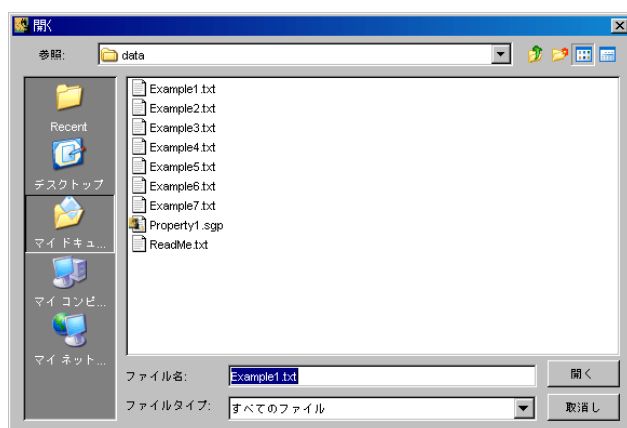 開く
参照: data
Recent
デスクトップ
マイ ドキュ...
マイ コンピ...
マイ ネット...
Example1.txt
Example2.txt
Example3.txt
Example4.txt
Example5.txt
Example6.txt
Example7.txt
Property1.sgp
ReadMe.txt
ファイル名: Example1.txt 開く
ファイルタイプ: すべてのファイル 取消し